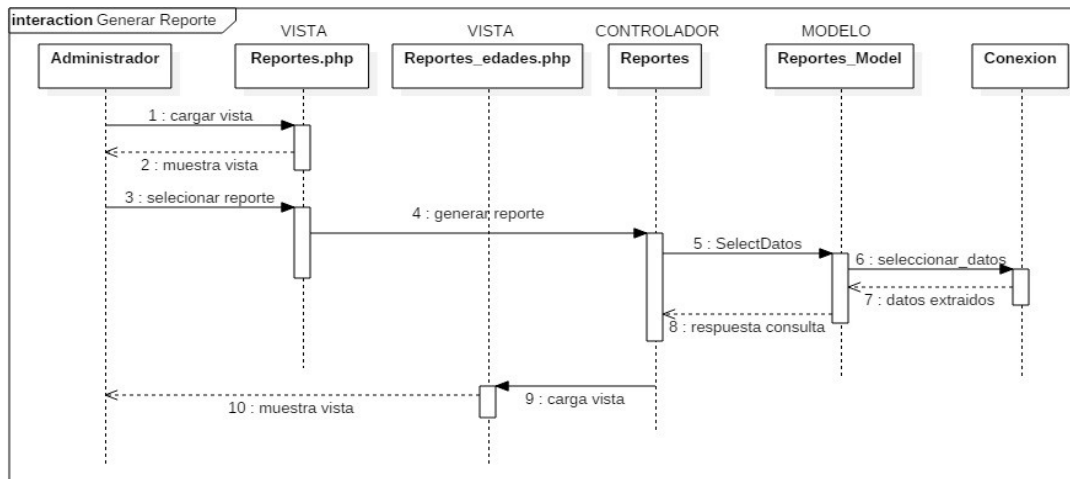 interaction Generar Reporte
VISTA VISTA CONTROLADOR MODELO
Administrador Reportes.php Reportes_edades.php Reportes Reportes_Model Conexion
1 : cargar vista
2 : muestra vista
3 : selecionar reporte
4 : generar reporte
5 : SelectDatos
6 : seleccionar_datos
7 : datos extraidos
8 : respuesta consulta
9 : carga vista
10 : muestra vista